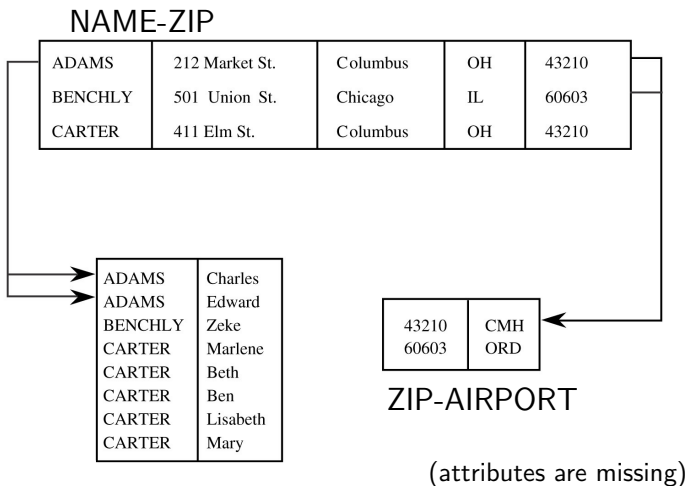 NAME-ZIP
ADAMS 212 Market St. Columbus OH 43210
BENCHLY 501 Union St. Chicago IL 60603
CARTER 411 Elm St. Columbus OH 43210
ADAMS Charles
ADAMS Edward
BENCHLY Zeke
CARTER Marlene
CARTER Beth
CARTER Ben
CARTER Lisabeth
CARTER Mary
43210 CMH
60603 ORD
ZIP-AIRPORT
(attributes are missing)